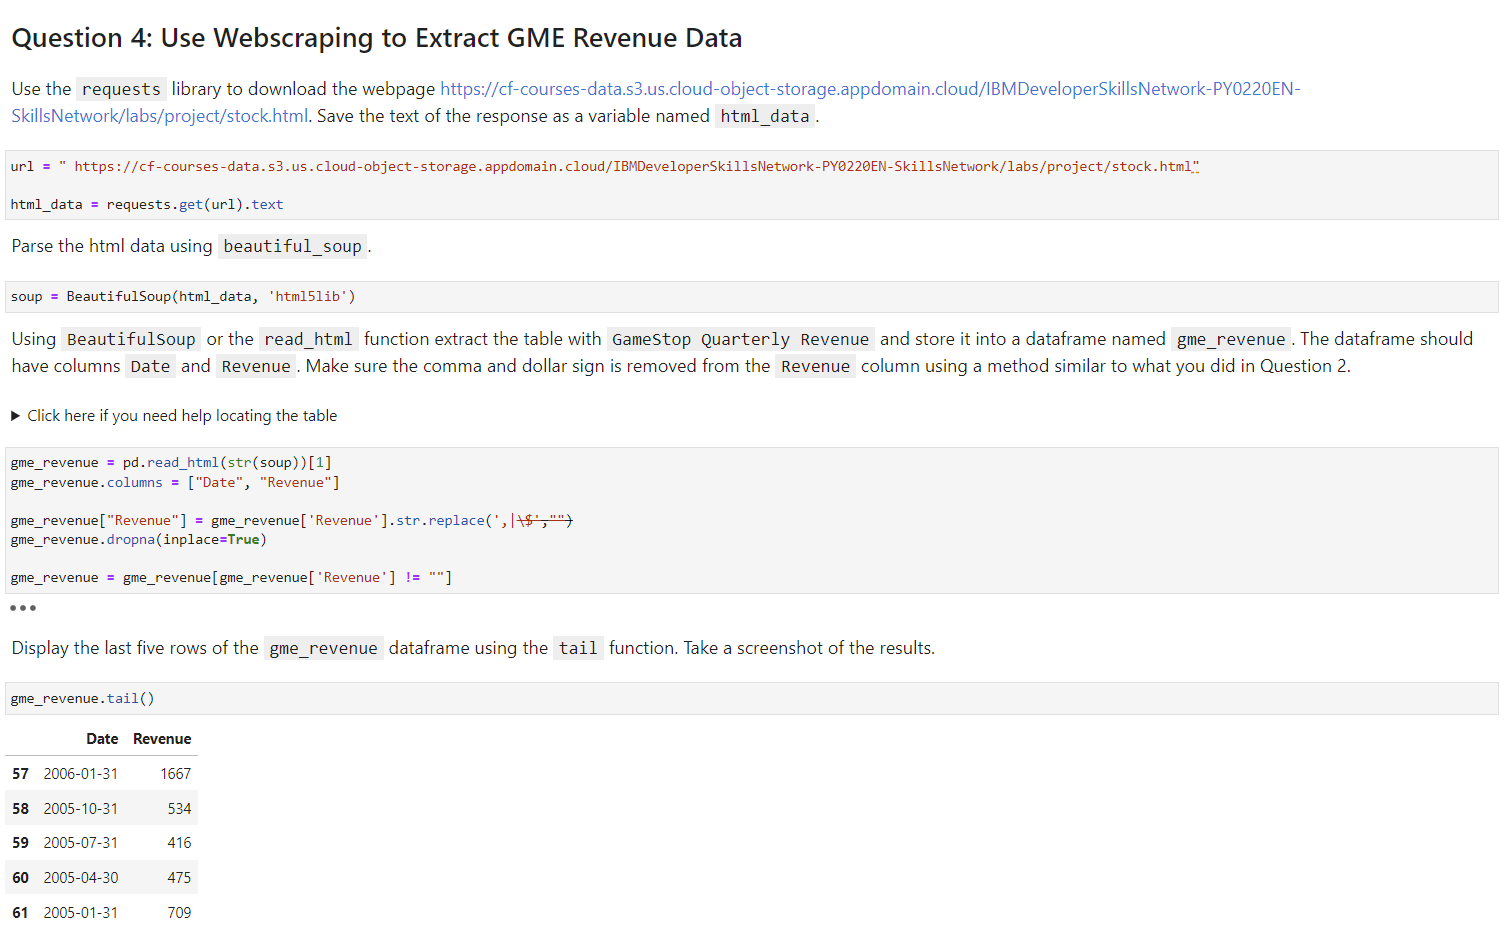 Question 4: Use Webscraping to Extract GME Revenue Data
Use the requests library to download the webpage https://cf-courses-data.s3.us.cloud-object-storage.appdomain.cloud/IBMDeveloperSkillsNetwork-PY0220EN-
SkillsNetwork/labs/project/stock.html. Save the text of the response as a variable named html_data.
url = " https://cf-courses-data.s3.us.cloud-object-storage.appdomain.cloud/IBMDeveloperSkillsNetwork-PY0220EN-SkillsNetwork/labs/project/stock.html"
html_data = requests.get(url).text
Parse the html data using beautiful_soup.
soup = BeautifulSoup(html_data, 'html5lib')
Using BeautifulSoup or the read_html function extract the table with GameStop Quarterly Revenue and store it into a dataframe named gme_revenue. The dataframe should
have columns Date and Revenue. Make sure the comma and dollar sign is removed from the Revenue column using a method similar to what you did in Question 2.
▶ Click here if you need help locating the table
gme_revenue = pd.read_html(str(soup))[1]
gme_revenue.columns = ["Date", "Revenue"]
gme_revenue["Revenue"] = gme_revenue['Revenue'].str.replace(',|\$',"")
gme_revenue.dropna(inplace=True)
gme_revenue = gme_revenue[gme_revenue['Revenue'] != ""]
•••
Display the last five rows of the gme_revenue dataframe using the tail function. Take a screenshot of the results.
gme_revenue.tail()
Date Revenue
57 2006-01-31 1667
58 2005-10-31 534
59 2005-07-31 416
60 2005-04-30 475
61 2005-01-31 709